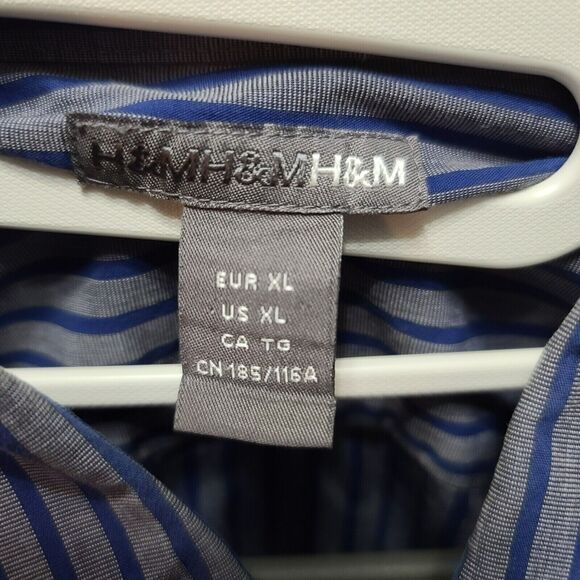 H&MH&MH&M
EUR XL
US XL
CA TG
CN 185/116A